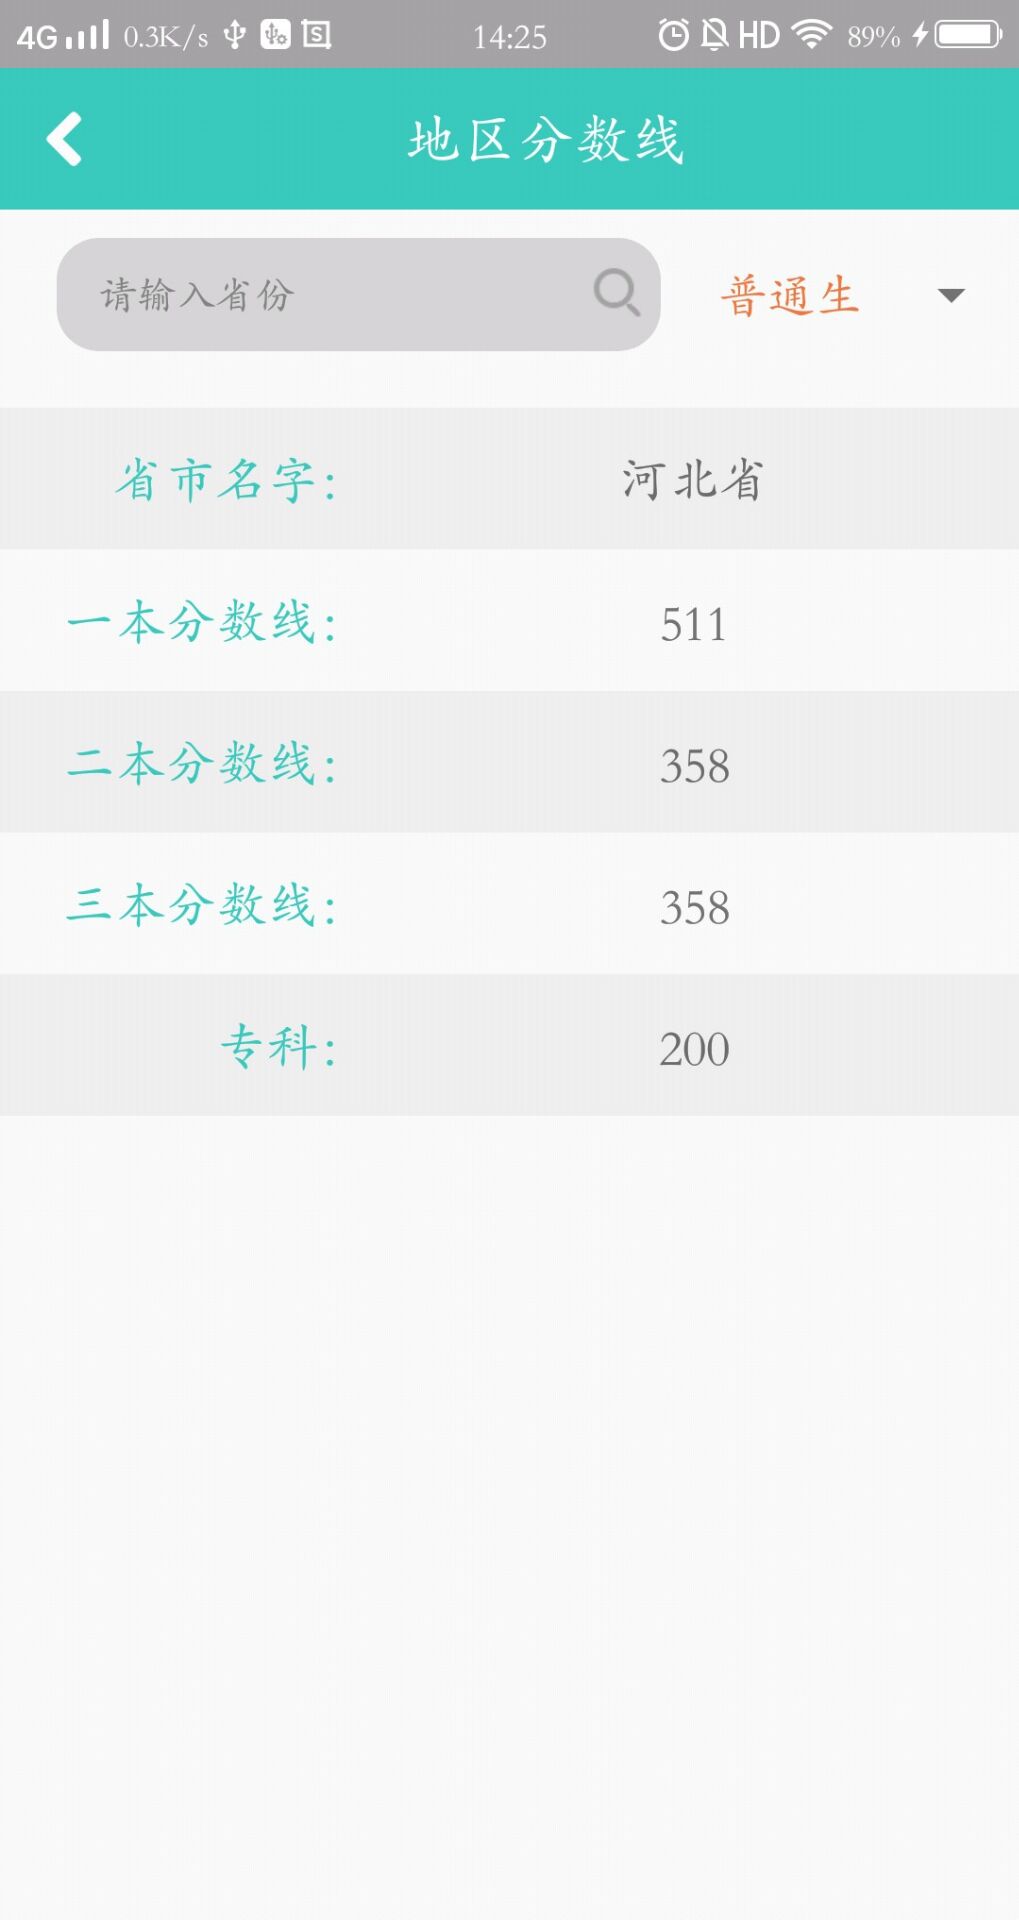 4G 0.3K/s 14:25 HD 89%
地区分数线
请输入省份 普通生
省市名字: 河北省
一本分数线: 511
二本分数线: 358
三本分数线: 358
专科: 200